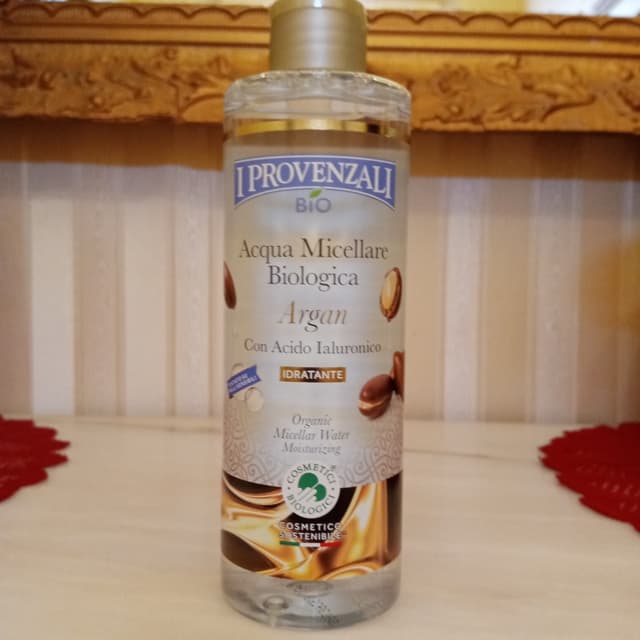 I PROVENZALI
BIO
Acqua Micellare
Biologica
Argan
Con Acido Ialuronico
IDRATANTE
Organic
Micellar Water
Moisturizing
COSMETICI
BIOLOGICI
COSMETICO
SOSTENIBILE